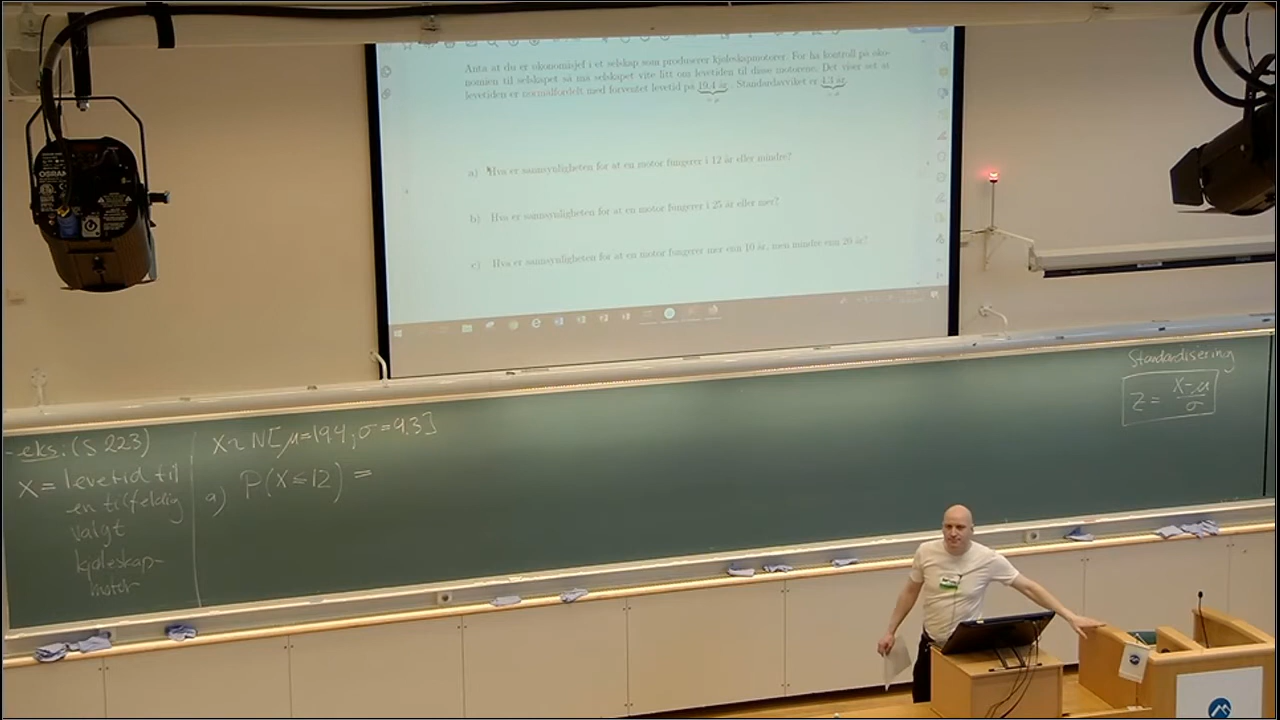 Anta at du er økonomisjef i et selskap som produserer kjøleskapmotorer. For ha kontroll på øko-
nomien til selskapet så må selskapet vite litt om levetiden til disse motorene. Det viser set at
levetiden er normalfordelt med forventet levetid på 19.4 år. Standardavviket er 4.3 år.
= μ
= σ
a) Hva er sannsynligheten for at en motor fungerer i 12 år eller mindre?
b) Hva er sannsynligheten for at en motor fungerer i 25 år eller mer?
c) Hva er sannsynligheten for at en motor fungerer mer enn 10 år, men mindre enn 20 år?
Standardisering
Z = X-μ / σ
- eks: (S 223)
X = levetid til
en tilfeldig
valgt
kjøleskap-
motor
X ~ N[μ=19.4, σ=4.3]
a) P(X ≤ 12) =
OSRAM